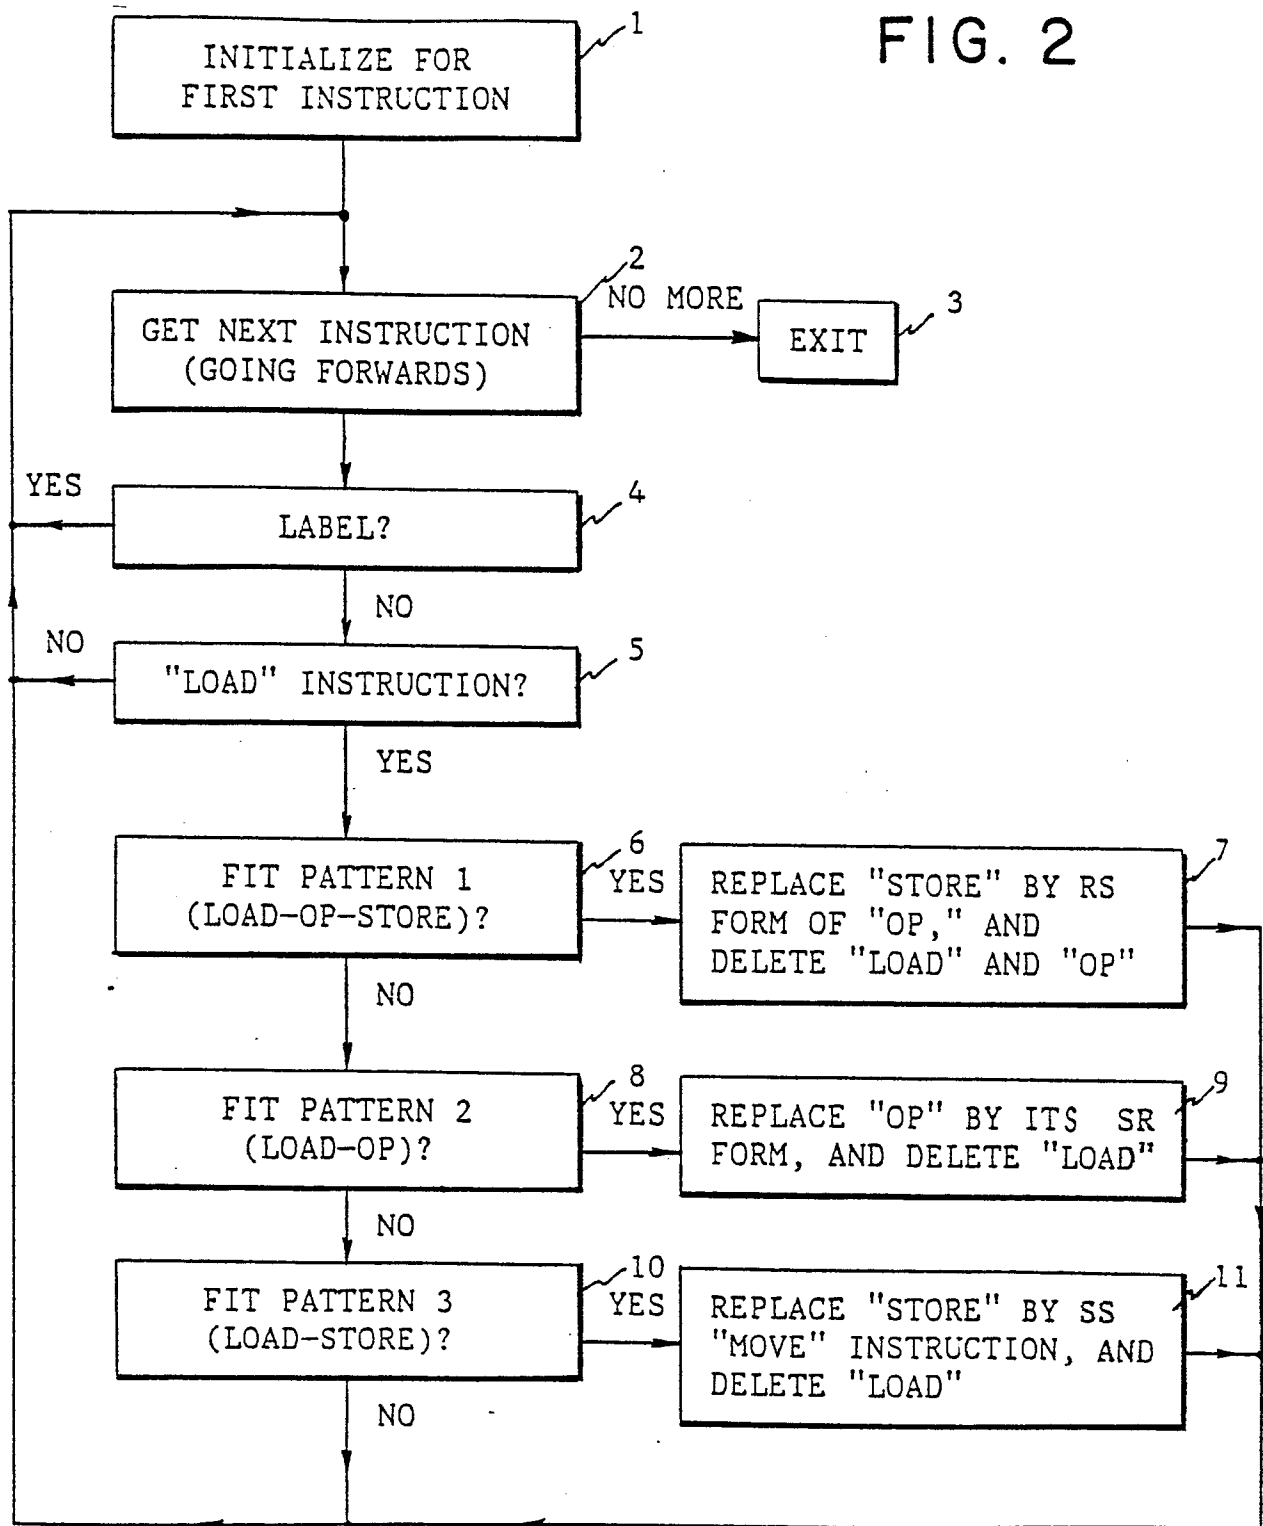 FIG. 2
1
INITIALIZE FOR
FIRST INSTRUCTION
2
NO MORE
3
GET NEXT INSTRUCTION
(GOING FORWARDS)
EXIT
YES
4
LABEL?
NO
NO
5
"LOAD" INSTRUCTION?
YES
6
FIT PATTERN 1
(LOAD-OP-STORE)?
YES
7
REPLACE "STORE" BY RS
FORM OF "OP," AND
DELETE "LOAD" AND "OP"
NO
8
FIT PATTERN 2
(LOAD-OP)?
YES
9
REPLACE "OP" BY ITS SR
FORM, AND DELETE "LOAD"
NO
10
FIT PATTERN 3
(LOAD-STORE)?
YES
11
REPLACE "STORE" BY SS
"MOVE" INSTRUCTION, AND
DELETE "LOAD"
NO